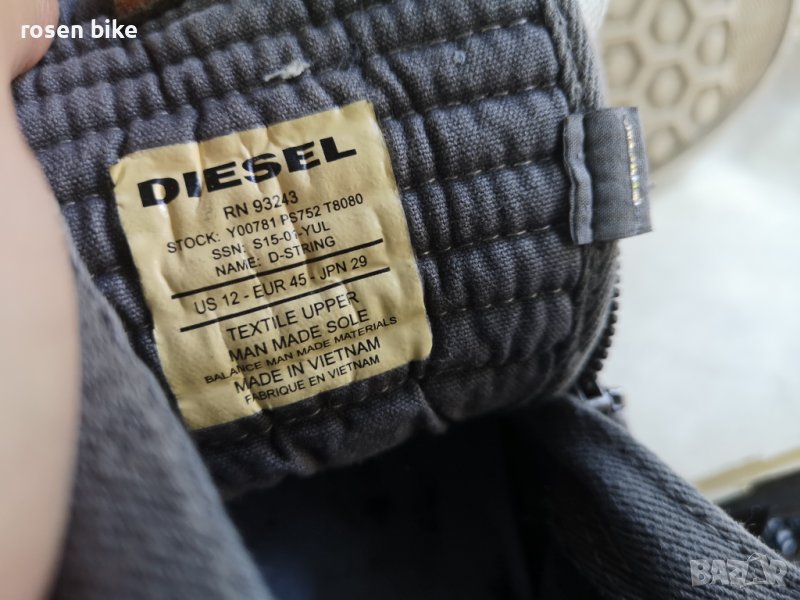 rosen bike
DIESEL
RN 93243
STOCK: Y00781 PS752 T8080
SSN: S15-01-YUL
NAME: D-STRING
US 12 - EUR 45 - JPN 29
TEXTILE UPPER
MAN MADE SOLE
BALANCE MAN MADE MATERIALS
MADE IN VIETNAM
FABRIQUE EN VIETNAM
BAZAR